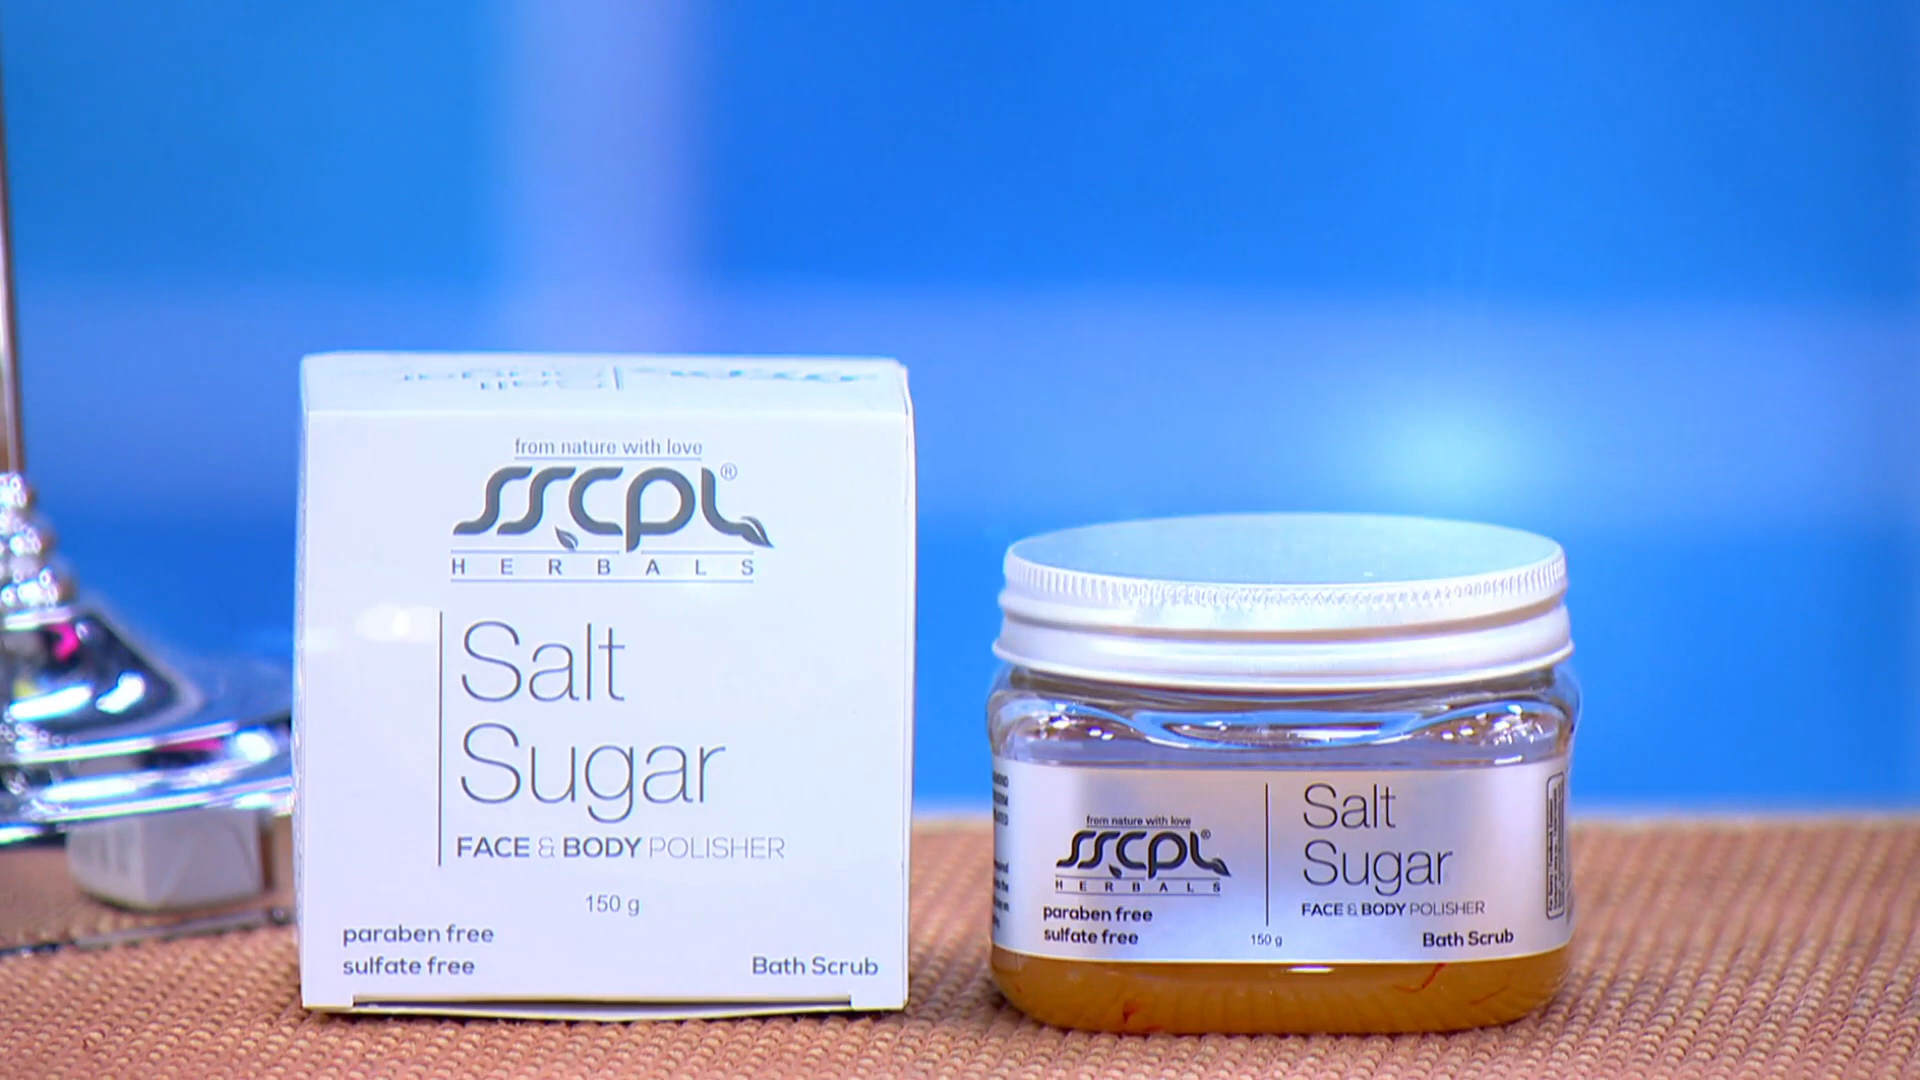 from nature with love
SSCPL®
HERBALS
Salt
Sugar
FACE & BODY POLISHER
150 g
paraben free
sulfate free
Bath Scrub
from nature with love
SSCPL®
HERBALS
paraben free
sulfate free
150 g
Salt
Sugar
FACE & BODY POLISHER
Bath Scrub